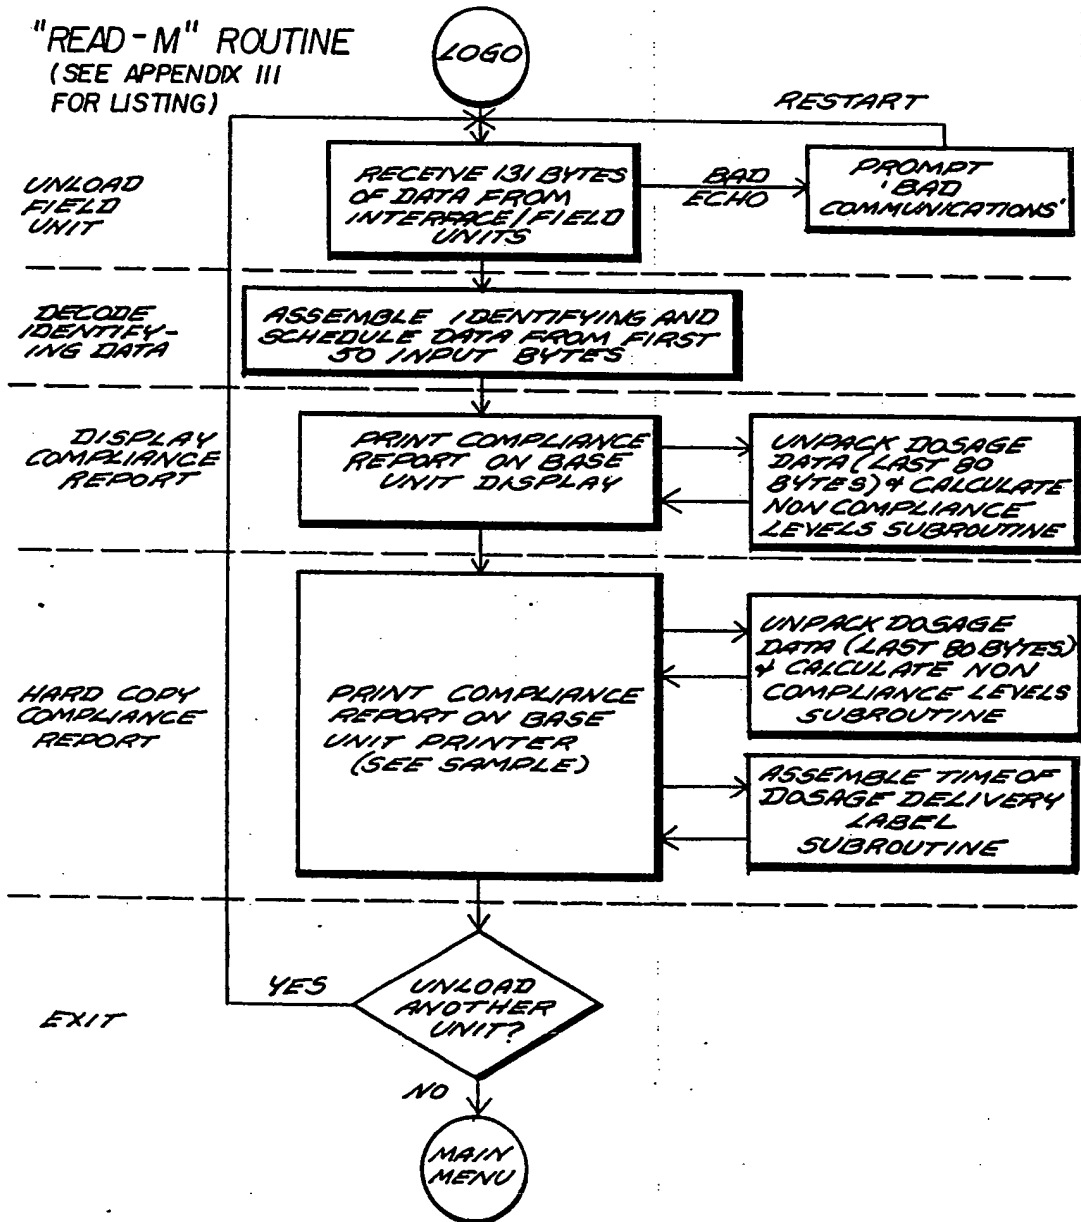 "READ-M" ROUTINE
(SEE APPENDIX III
FOR LISTING)
LOGO
RESTART
UNLOAD
FIELD
UNIT
RECEIVE 131 BYTES
OF DATA FROM
INTERFACE/FIELD
UNITS
BAD
ECHO
PROMPT
'BAD
COMMUNICATIONS'
DECODE
IDENTIFY-
ING DATA
ASSEMBLE IDENTIFYING AND
SCHEDULE DATA FROM FIRST
50 INPUT BYTES
DISPLAY
COMPLIANCE
REPORT
PRINT COMPLIANCE
REPORT ON BASE
UNIT DISPLAY
UNPACK DOSAGE
DATA (LAST 80
BYTES) & CALCULATE
NON COMPLIANCE
LEVELS SUBROUTINE
HARD COPY
COMPLIANCE
REPORT
PRINT COMPLIANCE
REPORT ON BASE
UNIT PRINTER
(SEE SAMPLE)
UNPACK DOSAGE
DATA (LAST 80 BYTES)
& CALCULATE NON
COMPLIANCE LEVELS
SUBROUTINE
ASSEMBLE TIME OF
DOSAGE DELIVERY
LABEL
SUBROUTINE
EXIT
YES
UNLOAD
ANOTHER
UNIT?
NO
MAIN
MENU